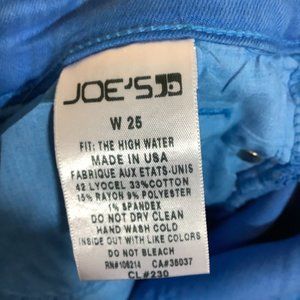 JOE'S
W 25
FIT: THE HIGH WATER
MADE IN USA
FABRIQUE AUX ETATS-UNIS
42 LYOCEL 33%COTTON
15% RAYON 9% POLYESTER
1% SPANDEX
DO NOT DRY CLEAN
HAND WASH COLD
INSIDE OUT WITH LIKE COLORS
DO NOT BLEACH
RN#106214 CA#35037
CL#230